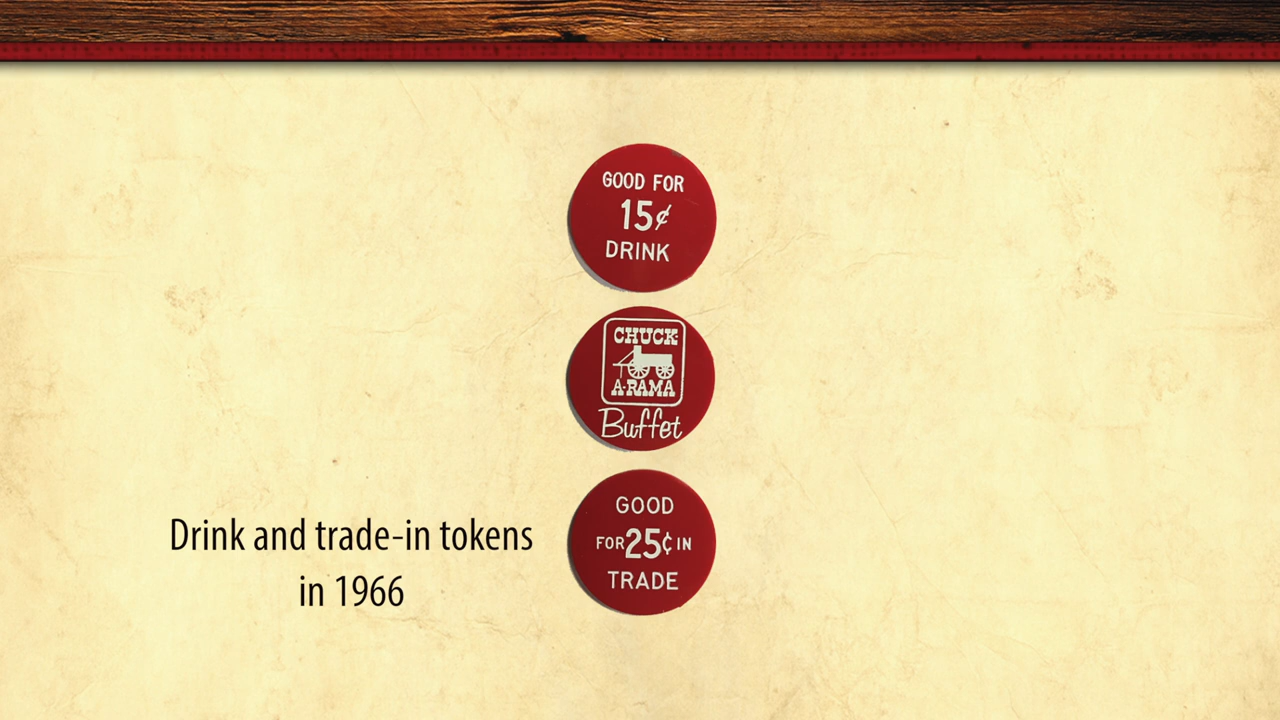 GOOD FOR
15¢
DRINK
CHUCK-
A-RAMA
Buffet
GOOD
FOR 25¢ IN
TRADE
Drink and trade-in tokens
in 1966